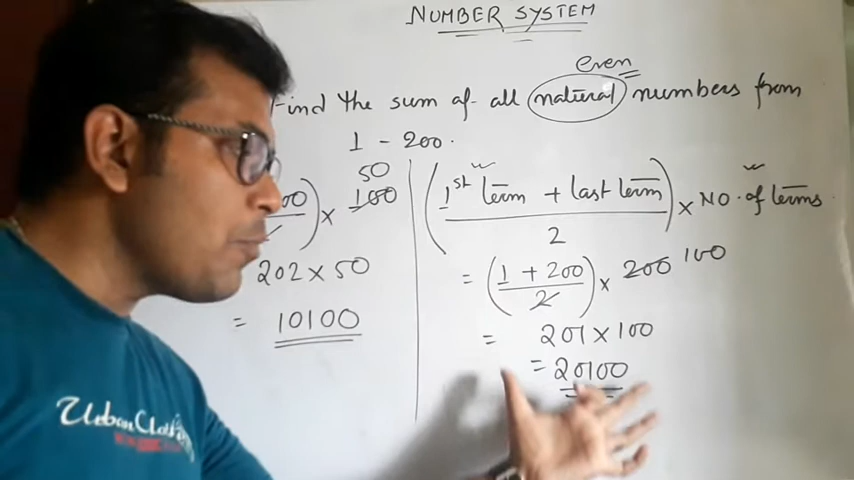 NUMBER SYSTEM
even
Find the sum of all natural numbers from
1 - 200.
50
00) × 100
202 × 50
= 10100
(1st term + last term / 2) × NO. of terms
= (1 + 200 / 2) × 200 100
= 201 × 100
= 20100
Urban Clothing